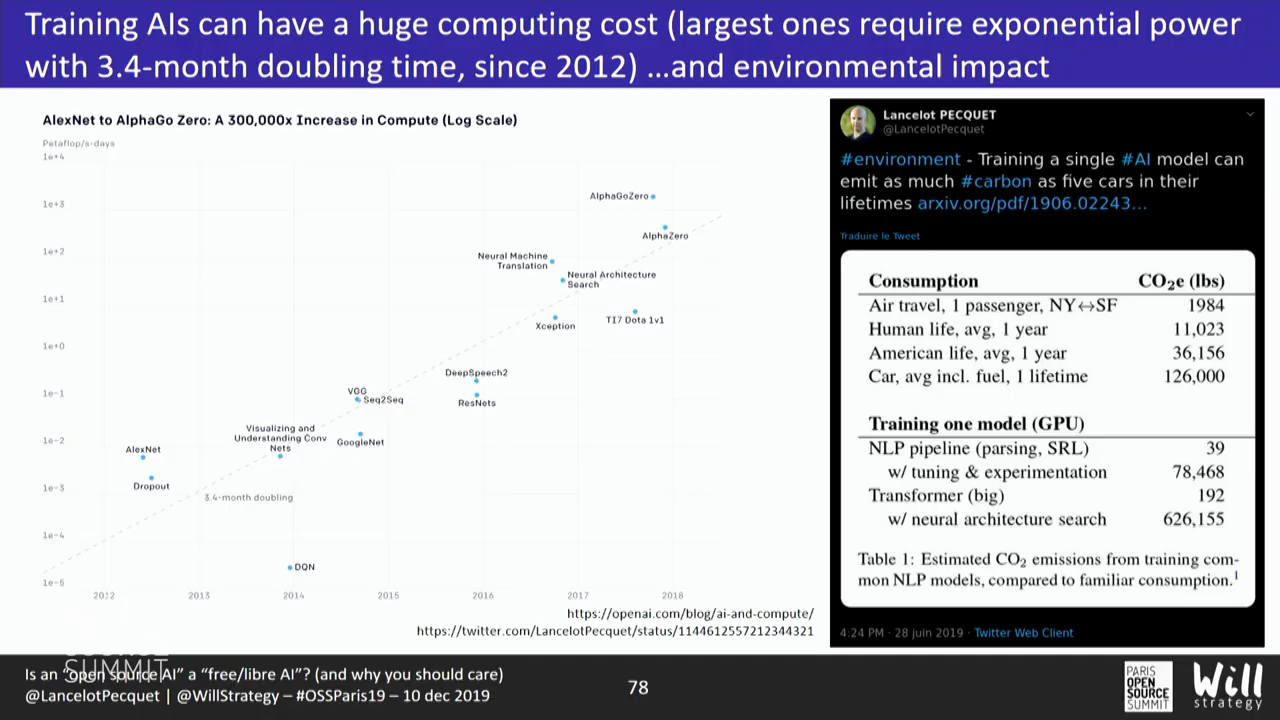 Training AIs can have a huge computing cost (largest ones require exponential power
with 3.4-month doubling time, since 2012) …and environmental impact
AlexNet to AlphaGo Zero: A 300,000x Increase in Compute (Log Scale)
Petaflop/s-days
1e+4
1e+3
1e+2
1e+1
1e+0
1e-1
1e-2
1e-3
1e-4
1e-5
AlphaGoZero
AlphaZero
Neural Machine
Translation
Neural Architecture
Search
Xception
TI7 Dota 1v1
DeepSpeech2
ResNets
VGG
Seq2Seq
GoogleNet
Visualizing and
Understanding Conv
Nets
AlexNet
Dropout
3.4-month doubling
DQN
2012 2013 2014 2015 2016 2017 2018
https://openai.com/blog/ai-and-compute/
https://twitter.com/LancelotPecquet/status/1144612557212344321
Lancelot PECQUET
@LancelotPecquet
#environment - Training a single #AI model can
emit as much #carbon as five cars in their
lifetimes arxiv.org/pdf/1906.02243…
Traduire le Tweet
Consumption CO2e (lbs)
Air travel, 1 passenger, NY↔SF 1984
Human life, avg, 1 year 11,023
American life, avg, 1 year 36,156
Car, avg incl. fuel, 1 lifetime 126,000
Training one model (GPU)
NLP pipeline (parsing, SRL) 39
w/ tuning & experimentation 78,468
Transformer (big) 192
w/ neural architecture search 626,155
Table 1: Estimated CO2 emissions from training com-
mon NLP models, compared to familiar consumption.1
4:24 PM · 28 juin 2019 · Twitter Web Client
SUMMIT
Is an “open source AI” a “free/libre AI”? (and why you should care)
@LancelotPecquet | @WillStrategy – #OSSParis19 – 10 dec 2019
78
PARIS
OPEN
SOURCE
SUMMIT
Will
strategy